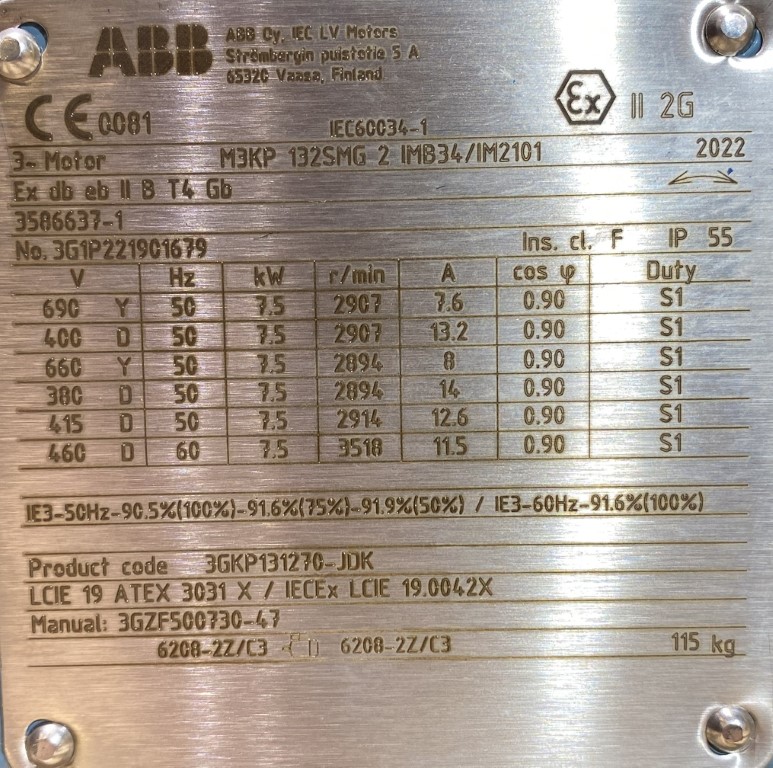 ABB
ABB Oy, IEC LV Motors
Strömbergin puistotie 5 A
65320 Vaasa, Finland
CE 0081
Ex II 2G
IEC60034-1
3~ Motor M3KP 132SMG 2 IMB34/IM2101 2022
Ex db eb II B T4 Gb
3586637-1
No. 3G1P221901679 Ins. cl. F IP 55
V Hz kW r/min A cos φ Duty
690 Y 50 7.5 2907 7.6 0.90 S1
400 D 50 7.5 2907 13.2 0.90 S1
660 Y 50 7.5 2894 8 0.90 S1
380 D 50 7.5 2894 14 0.90 S1
415 D 50 7.5 2914 12.6 0.90 S1
460 D 60 7.5 3518 11.5 0.90 S1
IE3-50Hz-90.5%(100%)-91.6%(75%)-91.9%(50%) / IE3-60Hz-91.6%(100%)
Product code 3GKP131270-JDK
LCIE 19 ATEX 3031 X / IECEx LCIE 19.0042X
Manual: 3GZF500730-47
6208-2Z/C3 6208-2Z/C3 115 kg